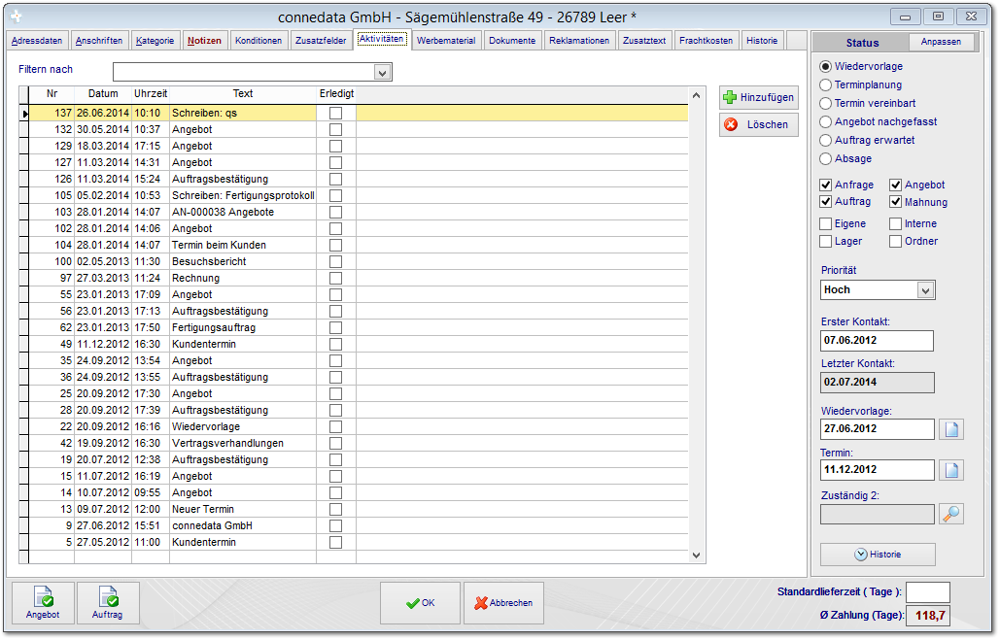 connedata GmbH - Sägemühlenstraße 49 - 26789 Leer *
Adressdaten Anschriften Kategorie Notizen Konditionen Zusatzfelder Aktivitäten Werbematerial Dokumente Reklamationen Zusatztext Frachtkosten Historie
Filtern nach
Nr Datum Uhrzeit Text Erledigt
137 26.06.2014 10:10 Schreiben: qs
132 30.05.2014 10:37 Angebot
129 18.03.2014 17:15 Angebot
127 11.03.2014 14:31 Angebot
126 11.03.2014 15:24 Auftragsbestätigung
105 05.02.2014 10:53 Schreiben: Fertigungsprotokoll
103 28.01.2014 14:07 AN-000038 Angebote
102 28.01.2014 14:06 Angebot
104 28.01.2014 14:07 Termin beim Kunden
100 02.05.2013 11:30 Besuchsbericht
97 27.03.2013 11:24 Rechnung
55 23.01.2013 17:09 Angebot
56 23.01.2013 17:13 Auftragsbestätigung
62 23.01.2013 17:50 Fertigungsauftrag
49 11.12.2012 16:30 Kundentermin
35 24.09.2012 13:54 Angebot
36 24.09.2012 13:55 Auftragsbestätigung
25 20.09.2012 17:30 Angebot
28 20.09.2012 17:39 Auftragsbestätigung
22 20.09.2012 16:16 Wiedervorlage
42 19.09.2012 16:30 Vertragsverhandlungen
19 20.07.2012 12:38 Auftragsbestätigung
15 11.07.2012 16:19 Angebot
14 10.07.2012 09:55 Angebot
13 09.07.2012 12:00 Neuer Termin
9 27.06.2012 15:51 connedata GmbH
5 27.05.2012 11:00 Kundentermin
Hinzufügen
Löschen
Status Anpassen
Wiedervorlage
Terminplanung
Termin vereinbart
Angebot nachgefasst
Auftrag erwartet
Absage
Anfrage Angebot
Auftrag Mahnung
Eigene Interne
Lager Ordner
Priorität
Hoch
Erster Kontakt:
07.06.2012
Letzter Kontakt:
02.07.2014
Wiedervorlage:
27.06.2012
Termin:
11.12.2012
Zuständig 2:
Historie
Angebot Auftrag OK Abbrechen
Standardlieferzeit ( Tage ):
Ø Zahlung (Tage): 118,7